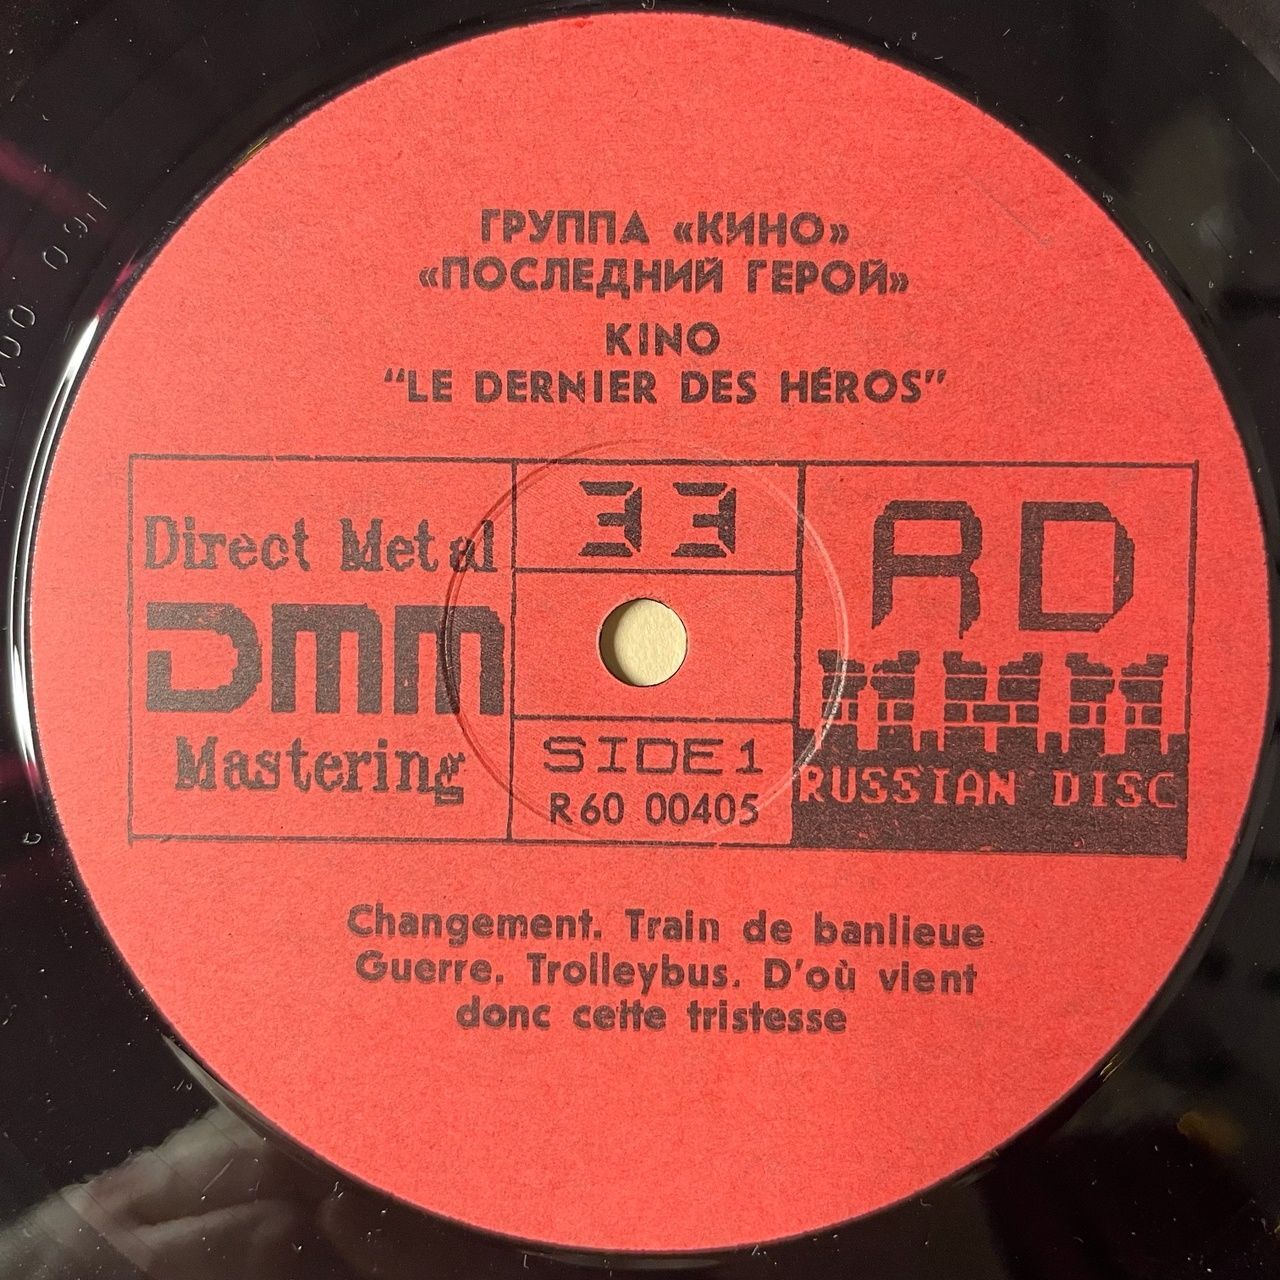 ГРУППА «КИНО»
«ПОСЛЕДНИЙ ГЕРОЙ»
KINO
“LE DERNIER DES HÉROS”
Direct Metal
DMM
Mastering
33
SIDE 1
R60 00405
RD
RUSSIAN DISC
Changement. Train de banlieue
Guerre. Trolleybus. D'où vient
donc cette tristesse